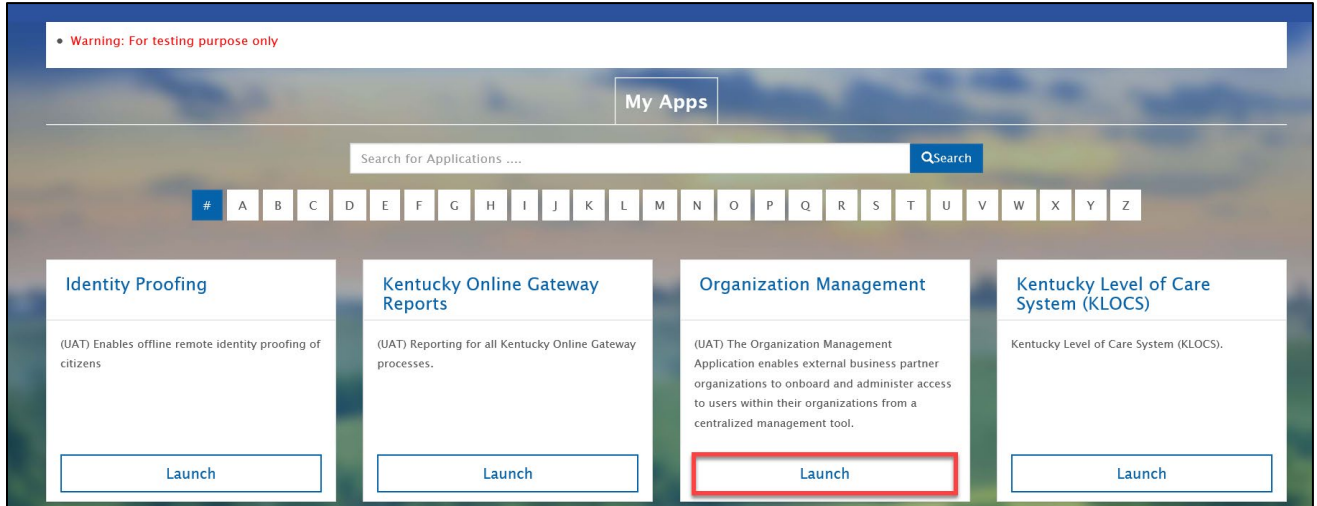 Warning: For testing purpose only
My Apps
Search for Applications ....
Search
# A B C D E F G H I J K L M N O P Q R S T U V W X Y Z
Identity Proofing
(UAT) Enables offline remote identity proofing of
citizens
Launch
Kentucky Online Gateway
Reports
(UAT) Reporting for all Kentucky Online Gateway
processes.
Launch
Organization Management
(UAT) The Organization Management
Application enables external business partner
organizations to onboard and administer access
to users within their organizations from a
centralized management tool.
Launch
Kentucky Level of Care
System (KLOCS)
Kentucky Level of Care System (KLOCS).
Launch